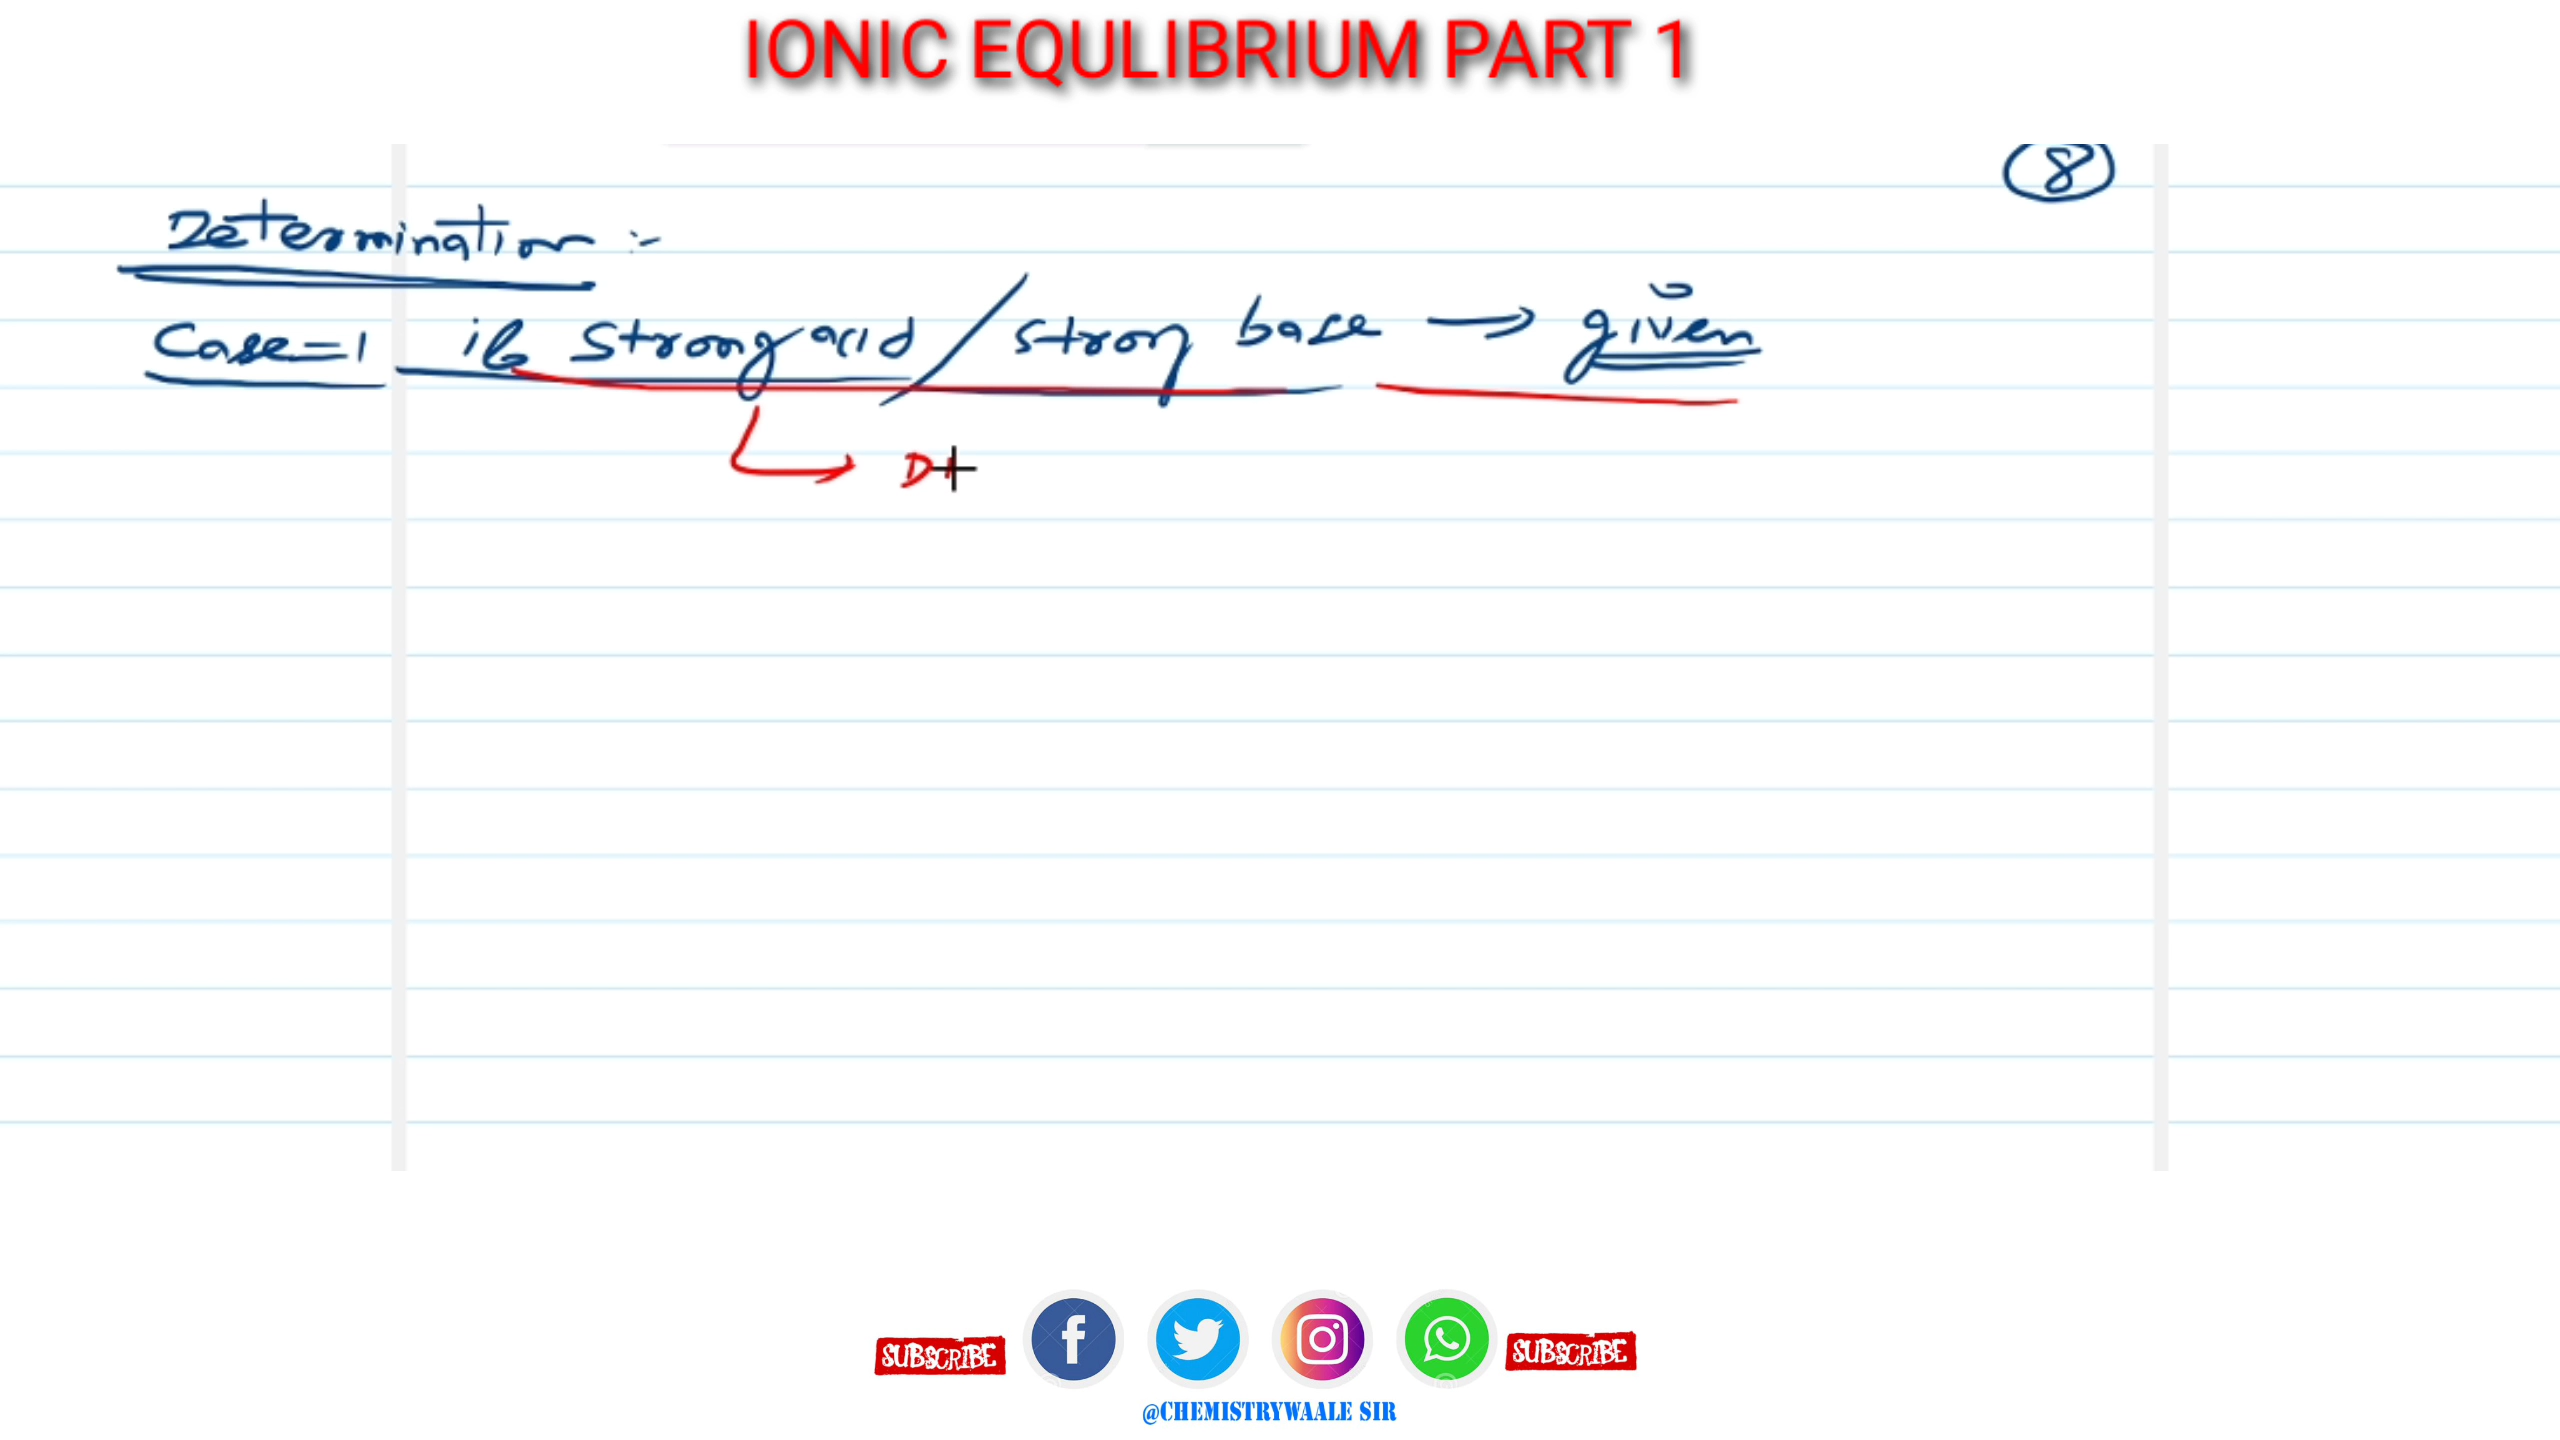 IONIC EQULIBRIUM PART 1
8
Determination :-
Case=1 if Strong acid / strong base → given
D
SUBSCRIBE SUBSCRIBE
@CHEMISTRYWAALE SIR